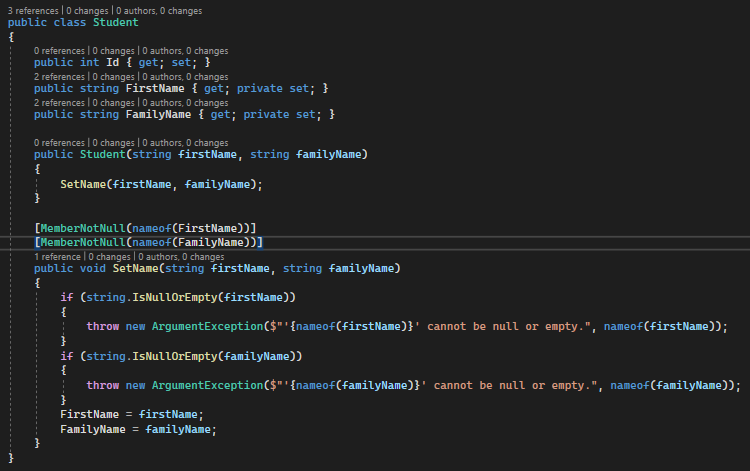 3 references | 0 changes | 0 authors, 0 changes
public class Student
{
0 references | 0 changes | 0 authors, 0 changes
public int Id { get; set; }
2 references | 0 changes | 0 authors, 0 changes
public string FirstName { get; private set; }
2 references | 0 changes | 0 authors, 0 changes
public string FamilyName { get; private set; }
0 references | 0 changes | 0 authors, 0 changes
public Student(string firstName, string familyName)
{
SetName(firstName, familyName);
}
[MemberNotNull(nameof(FirstName))]
[MemberNotNull(nameof(FamilyName))]
1 reference | 0 changes | 0 authors, 0 changes
public void SetName(string firstName, string familyName)
{
if (string.IsNullOrEmpty(firstName))
{
throw new ArgumentException($"'{nameof(firstName)}' cannot be null or empty.", nameof(firstName));
}
if (string.IsNullOrEmpty(familyName))
{
throw new ArgumentException($"'{nameof(familyName)}' cannot be null or empty.", nameof(familyName));
}
FirstName = firstName;
FamilyName = familyName;
}
}